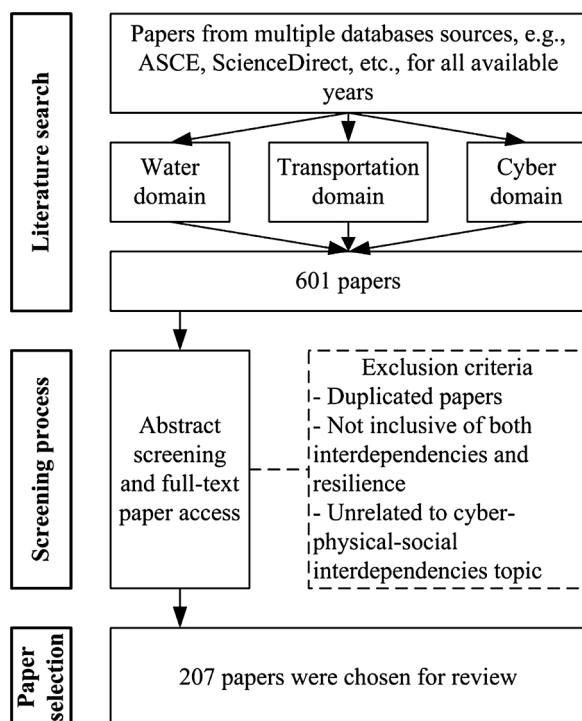 Literature search
Papers from multiple databases sources, e.g.,
ASCE, ScienceDirect, etc., for all available
years
Water
domain
Transportation
domain
Cyber
domain
601 papers
Screening process
Abstract
screening
and full-text
paper access
Exclusion criteria
- Duplicated papers
- Not inclusive of both
interdependencies and
resilience
- Unrelated to cyber-
physical-social
interdependencies topic
Paper
selection
207 papers were chosen for review